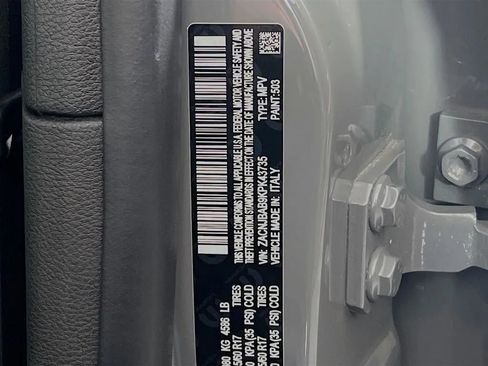 THIS VEHICLE CONFORMS
TO ALL APPLICABLE U.S.A. FEDERAL MOTOR VEHICLE SAFETY AND
THEFT PREVENTION STANDARDS IN EFFECT ON THE DATE OF MANUFACTURE SHOWN ABOVE
VIN: ZACNJBAB9KPK43735 TYPE: MPV
VEHICLE MADE IN: ITALY PAINT: 503
KG 4586 LB
TIRES
R17
KPA(35 PSI) COLD
TIRES
R17
KPA(35 PSI) COLD